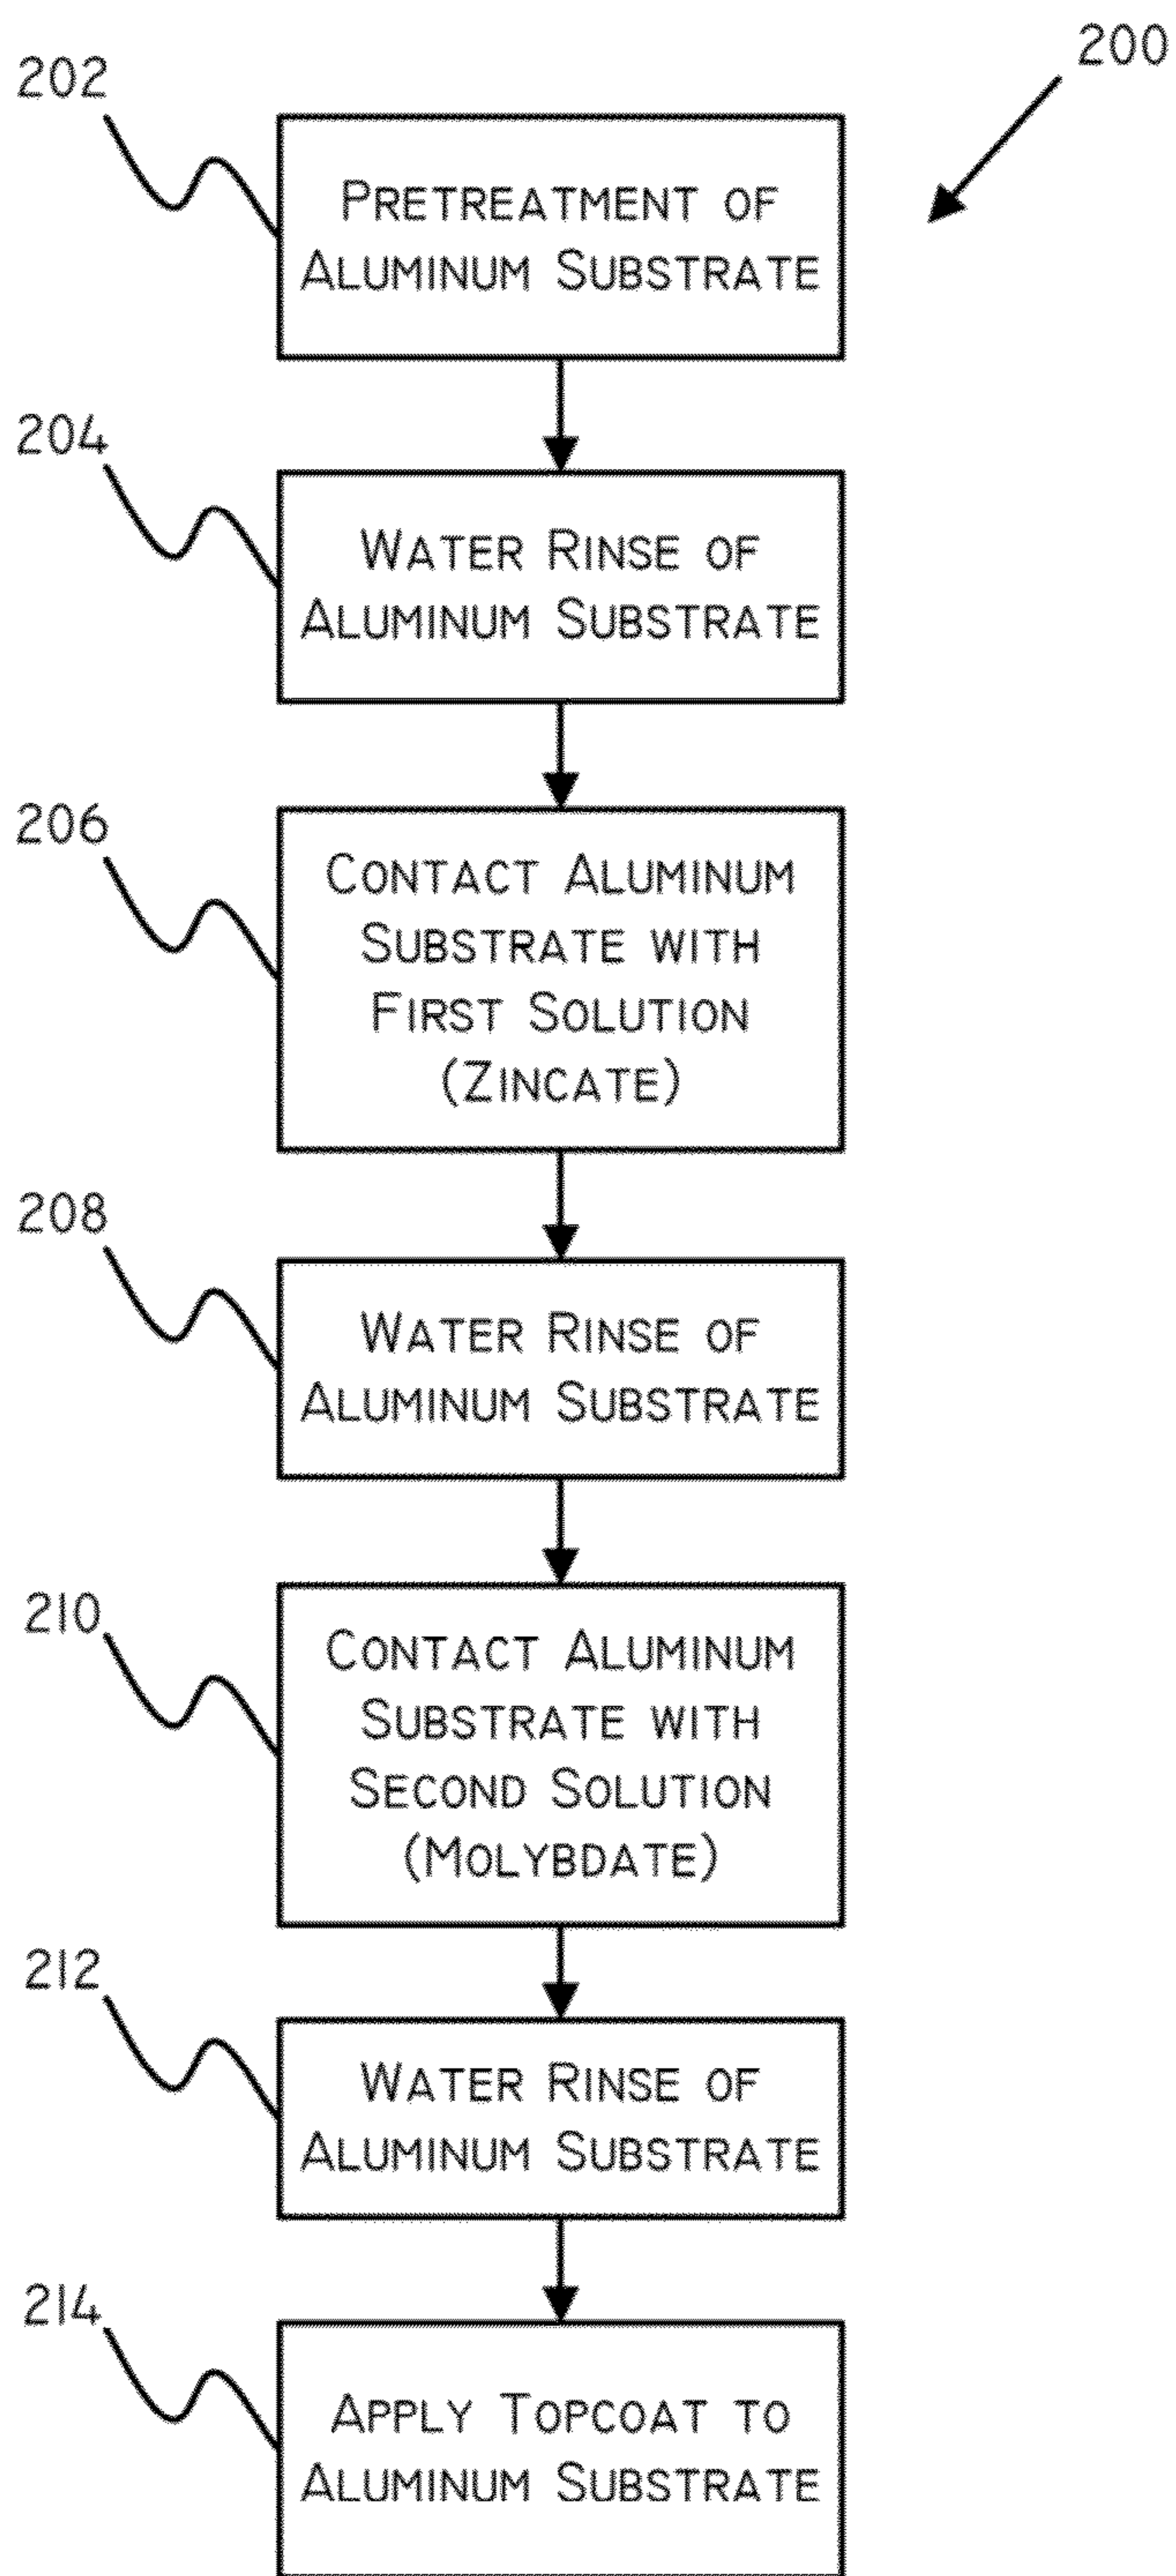 200
202
PRETREATMENT OF
ALUMINUM SUBSTRATE
204
WATER RINSE OF
ALUMINUM SUBSTRATE
206
CONTACT ALUMINUM
SUBSTRATE WITH
FIRST SOLUTION
(ZINCATE)
208
WATER RINSE OF
ALUMINUM SUBSTRATE
210
CONTACT ALUMINUM
SUBSTRATE WITH
SECOND SOLUTION
(MOLYBDATE)
212
WATER RINSE OF
ALUMINUM SUBSTRATE
214
APPLY TOPCOAT TO
ALUMINUM SUBSTRATE